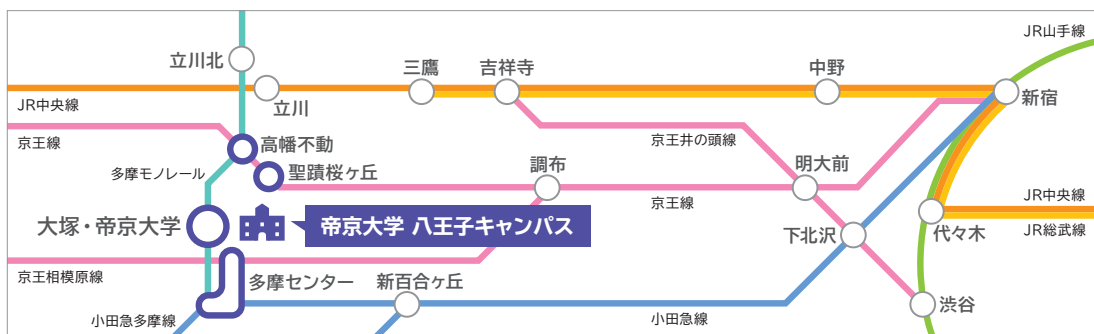 JR山手線
立川北
三鷹
吉祥寺
中野
新宿
立川
JR中央線
京王線
高幡不動
京王井の頭線
多摩モノレール
聖蹟桜ヶ丘
調布
明大前
京王線
JR中央線
大塚・帝京大学
帝京大学 八王子キャンパス
下北沢
代々木
JR総武線
京王相模原線
多摩センター
新百合ヶ丘
渋谷
小田急多摩線
小田急線